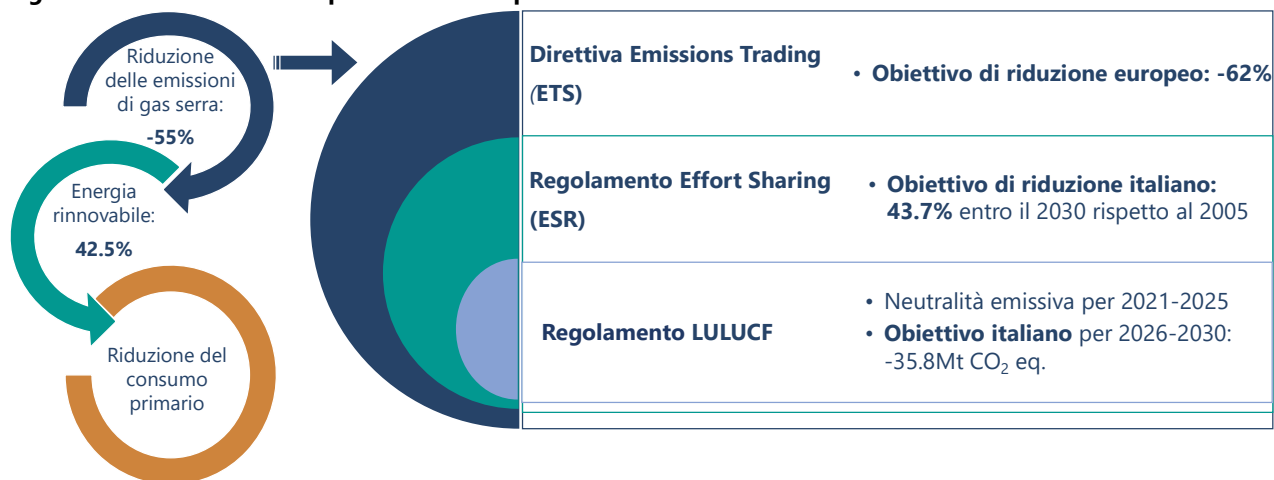 Riduzione
delle emissioni
di gas serra:
-55%
Energia
rinnovabile:
42.5%
Riduzione del
consumo
primario
Direttiva Emissions Trading
(ETS)
• Obiettivo di riduzione europeo: -62%
Regolamento Effort Sharing
(ESR)
• Obiettivo di riduzione italiano:
43.7% entro il 2030 rispetto al 2005
Regolamento LULUCF
• Neutralità emissiva per 2021-2025
• Obiettivo italiano per 2026-2030:
-35.8Mt CO₂ eq.